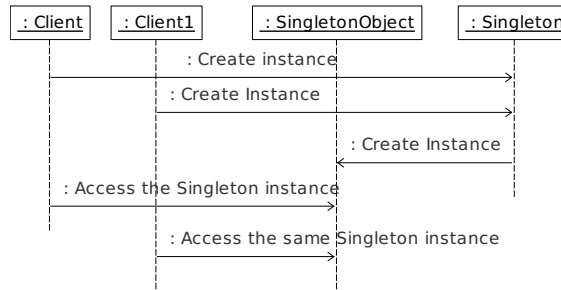 : Client
: Client1
: SingletonObject
: Singleton
: Create instance
: Create Instance
: Create Instance
: Access the Singleton instance
: Access the same Singleton instance